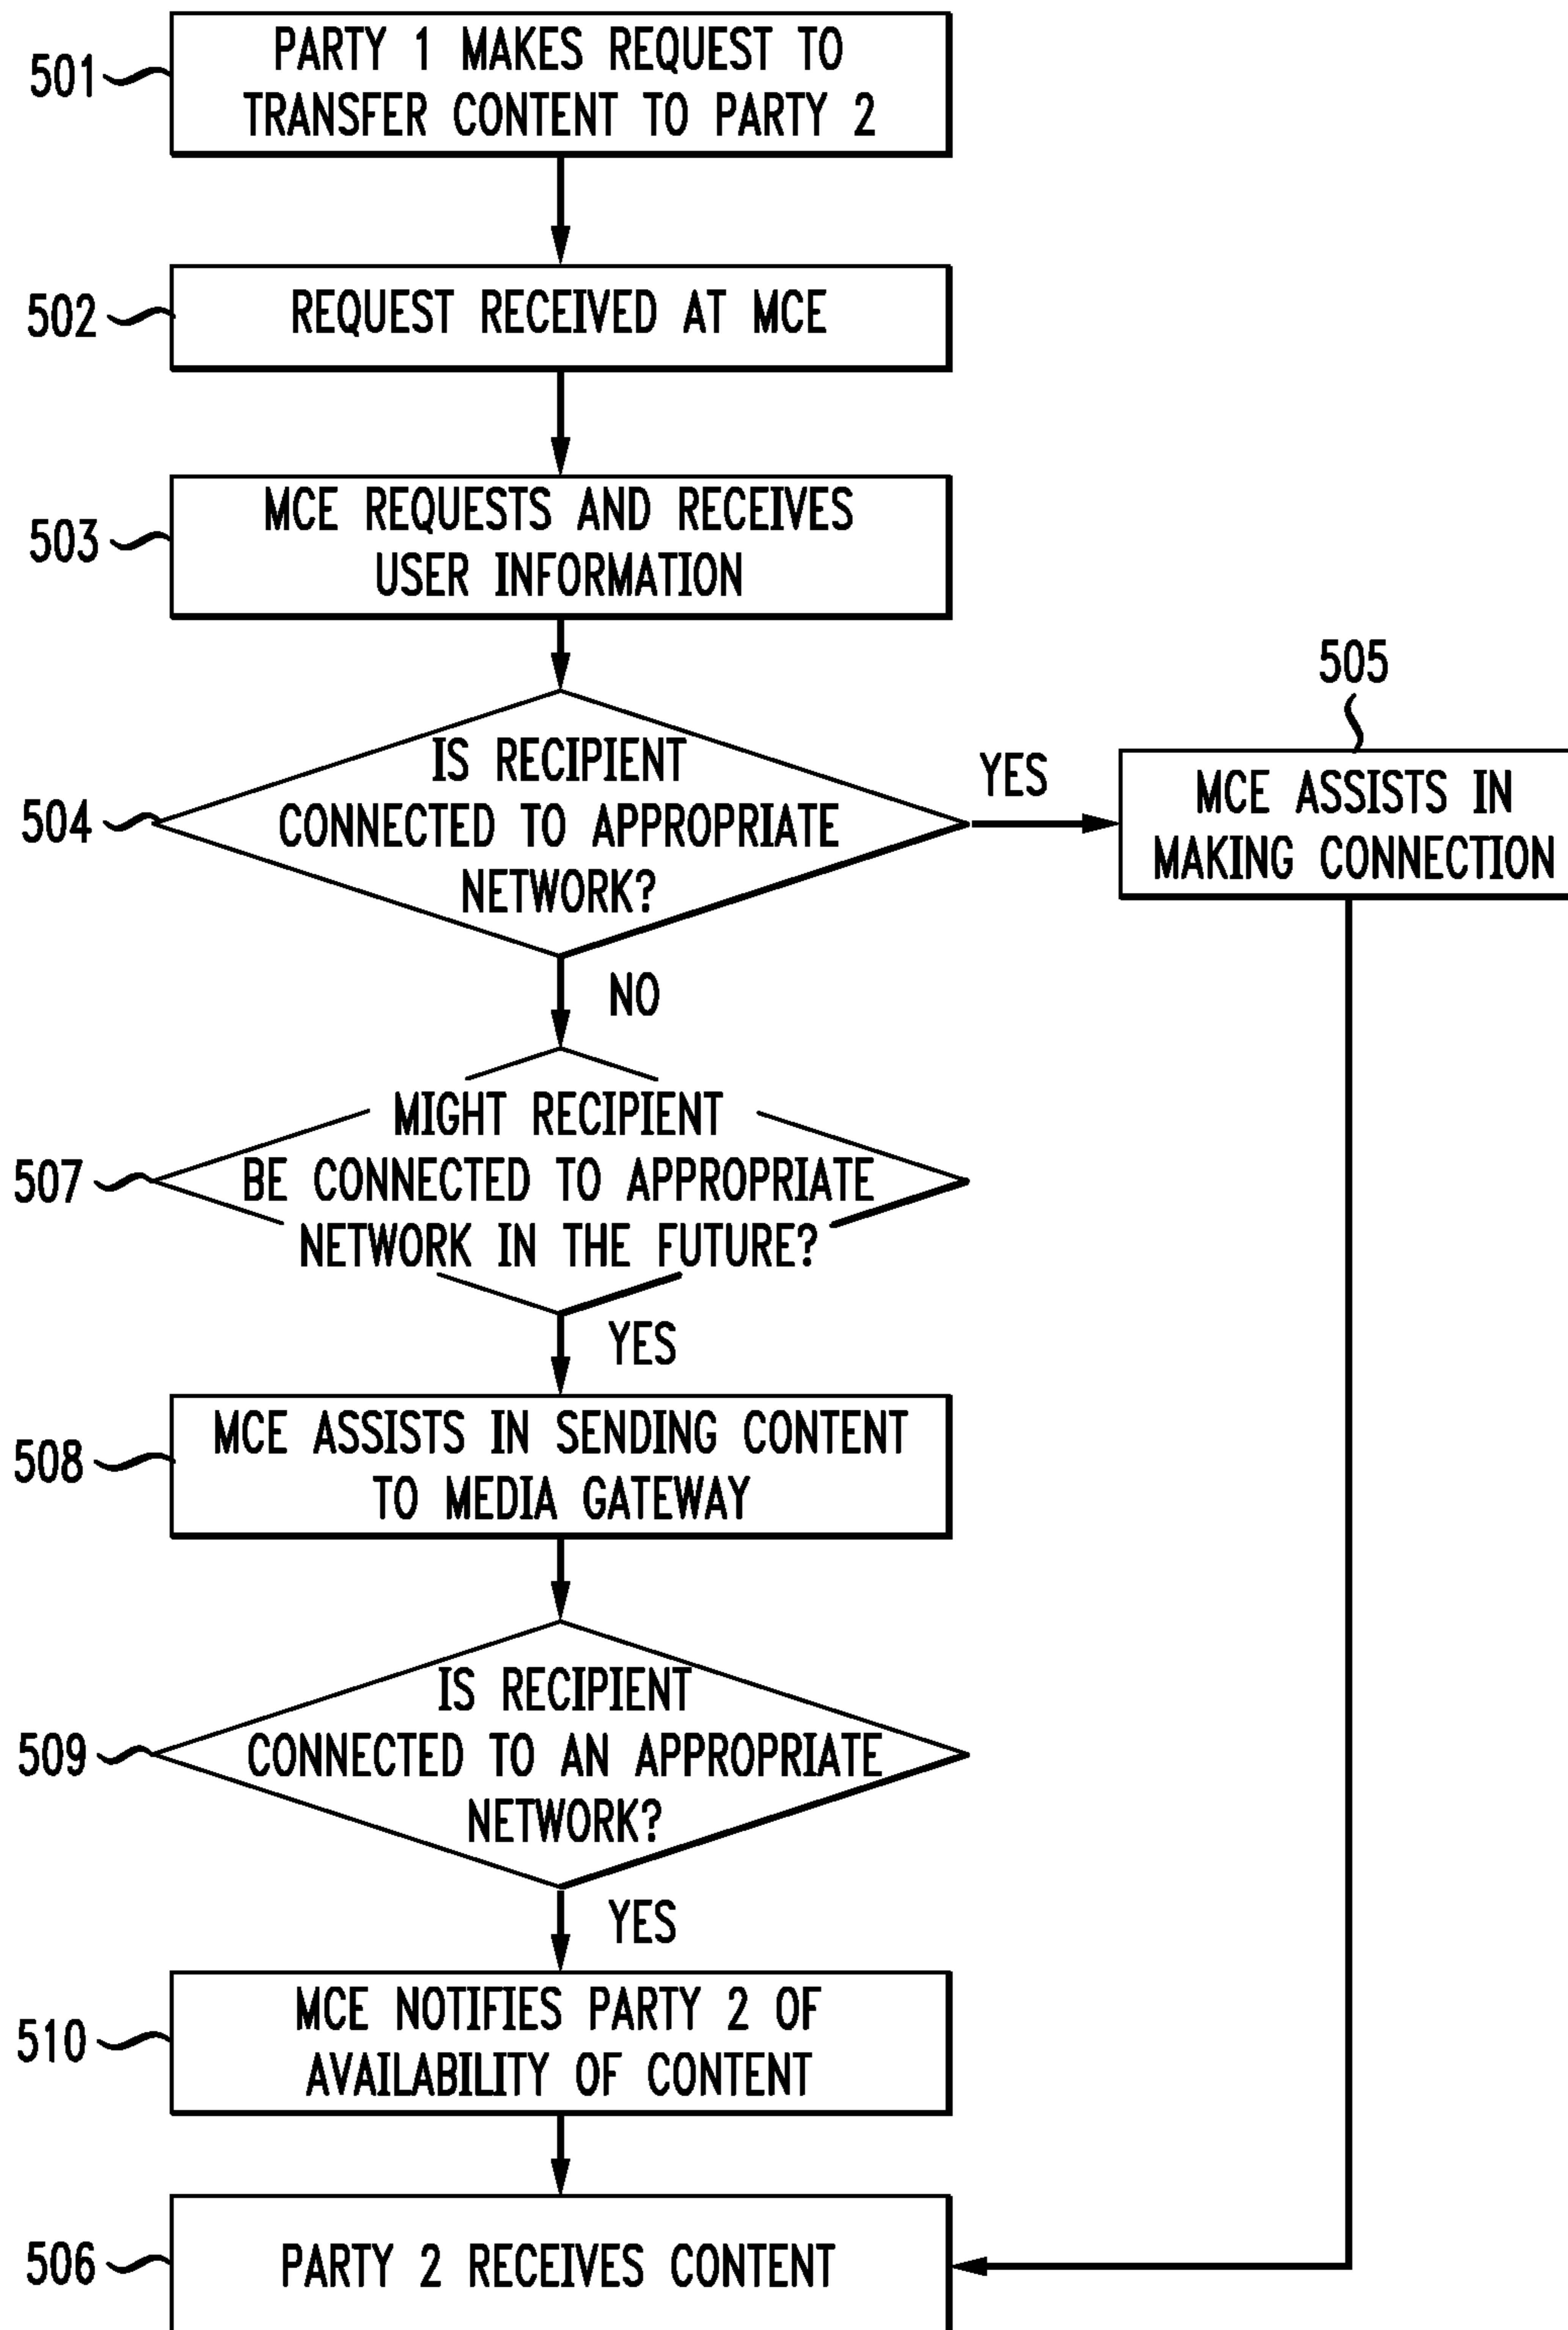 501
PARTY 1 MAKES REQUEST TO
TRANSFER CONTENT TO PARTY 2
502
REQUEST RECEIVED AT MCE
503
MCE REQUESTS AND RECEIVES
USER INFORMATION
504
IS RECIPIENT
CONNECTED TO APPROPRIATE
NETWORK?
YES
505
MCE ASSISTS IN
MAKING CONNECTION
NO
507
MIGHT RECIPIENT
BE CONNECTED TO APPROPRIATE
NETWORK IN THE FUTURE?
YES
508
MCE ASSISTS IN SENDING CONTENT
TO MEDIA GATEWAY
509
IS RECIPIENT
CONNECTED TO AN APPROPRIATE
NETWORK?
YES
510
MCE NOTIFIES PARTY 2 OF
AVAILABILITY OF CONTENT
506
PARTY 2 RECEIVES CONTENT